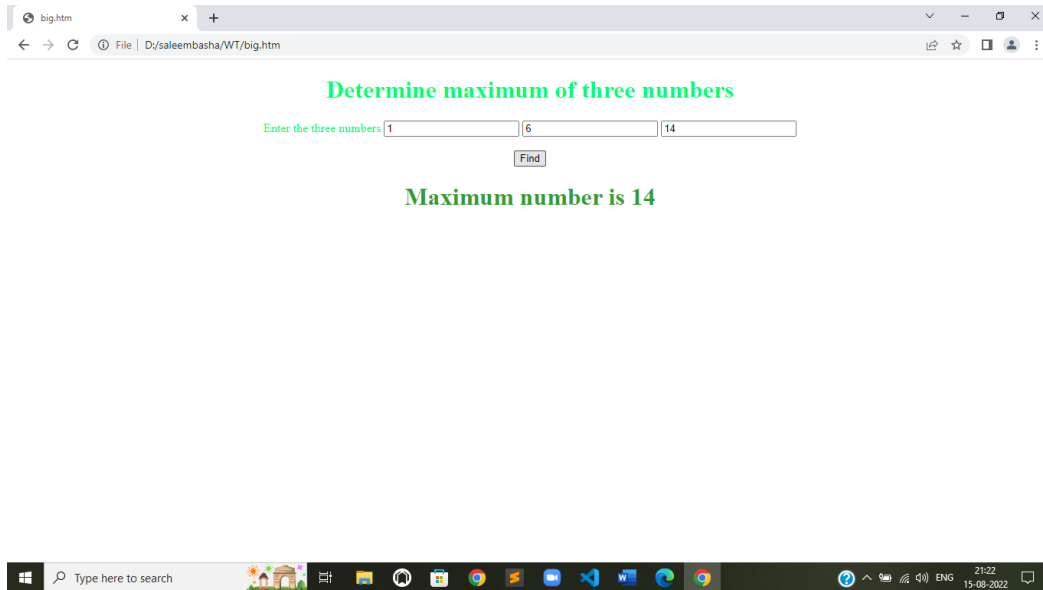 big.htm
File D:/saleembasha/WT/big.htm
Determine maximum of three numbers
Enter the three numbers 1 6 14
Find
Maximum number is 14
Type here to search
ENG 21:22
15-08-2022